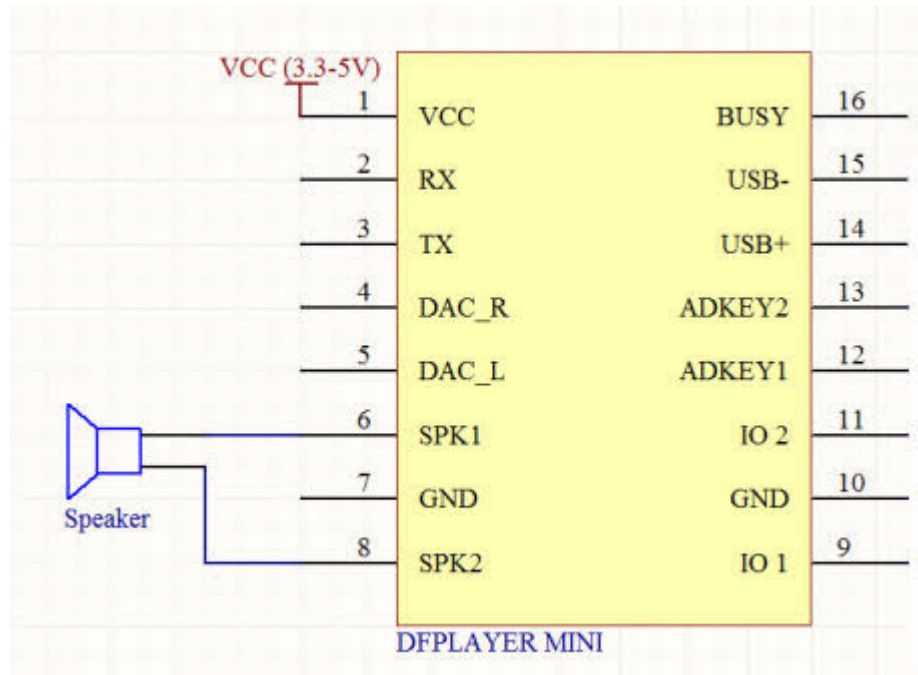 VCC (3.3-5V)
1 VCC BUSY 16
2 RX USB- 15
3 TX USB+ 14
4 DAC_R ADKEY2 13
5 DAC_L ADKEY1 12
6 SPK1 IO 2 11
7 GND GND 10
Speaker
8 SPK2 IO 1 9
DFPLAYER MINI